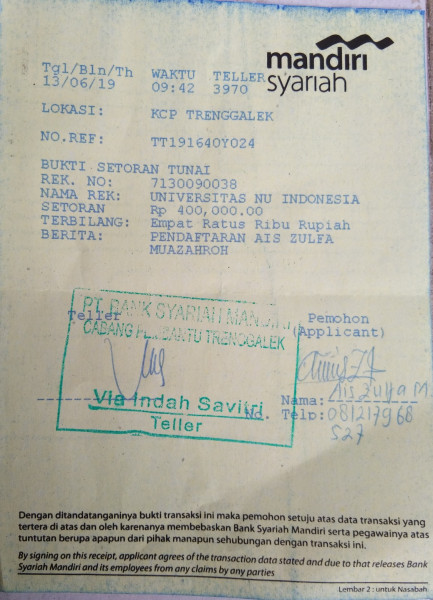 mandiri
syariah
Tgl/Bln/Th WAKTU TELLER
13/06/19 09:42 3970
LOKASI: KCP TRENGGALEK
NO.REF: TT191640Y024
BUKTI SETORAN TUNAI
REK. NO: 7130090038
NAMA REK: UNIVERSITAS NU INDONESIA
SETORAN Rp 400,000.00
TERBILANG: Empat Ratus Ribu Rupiah
BERITA: PENDAFTARAN AIS ZULFA
MUAZAHROH
PT. BANK SYARIAH MANDIRI
CABANG PEMBANTU TRENGGALEK
Teller Pemohon
(Applicant)
Via Indah Savitri
Teller
Nama: Ais Zulfa M.
No. Telp: 081217968
527
Dengan ditandatanganinya bukti transaksi ini maka pemohon setuju atas data transaksi yang
tertera di atas dan oleh karenanya membebaskan Bank Syariah Mandiri serta pegawainya atas
tuntutan berupa apapun dari pihak manapun sehubungan dengan transaksi ini.
By signing on this receipt, applicant agrees of the transaction data stated and due to that releases Bank
Syariah Mandiri and its employees from any claims by any parties
Lembar 2 : untuk Nasabah